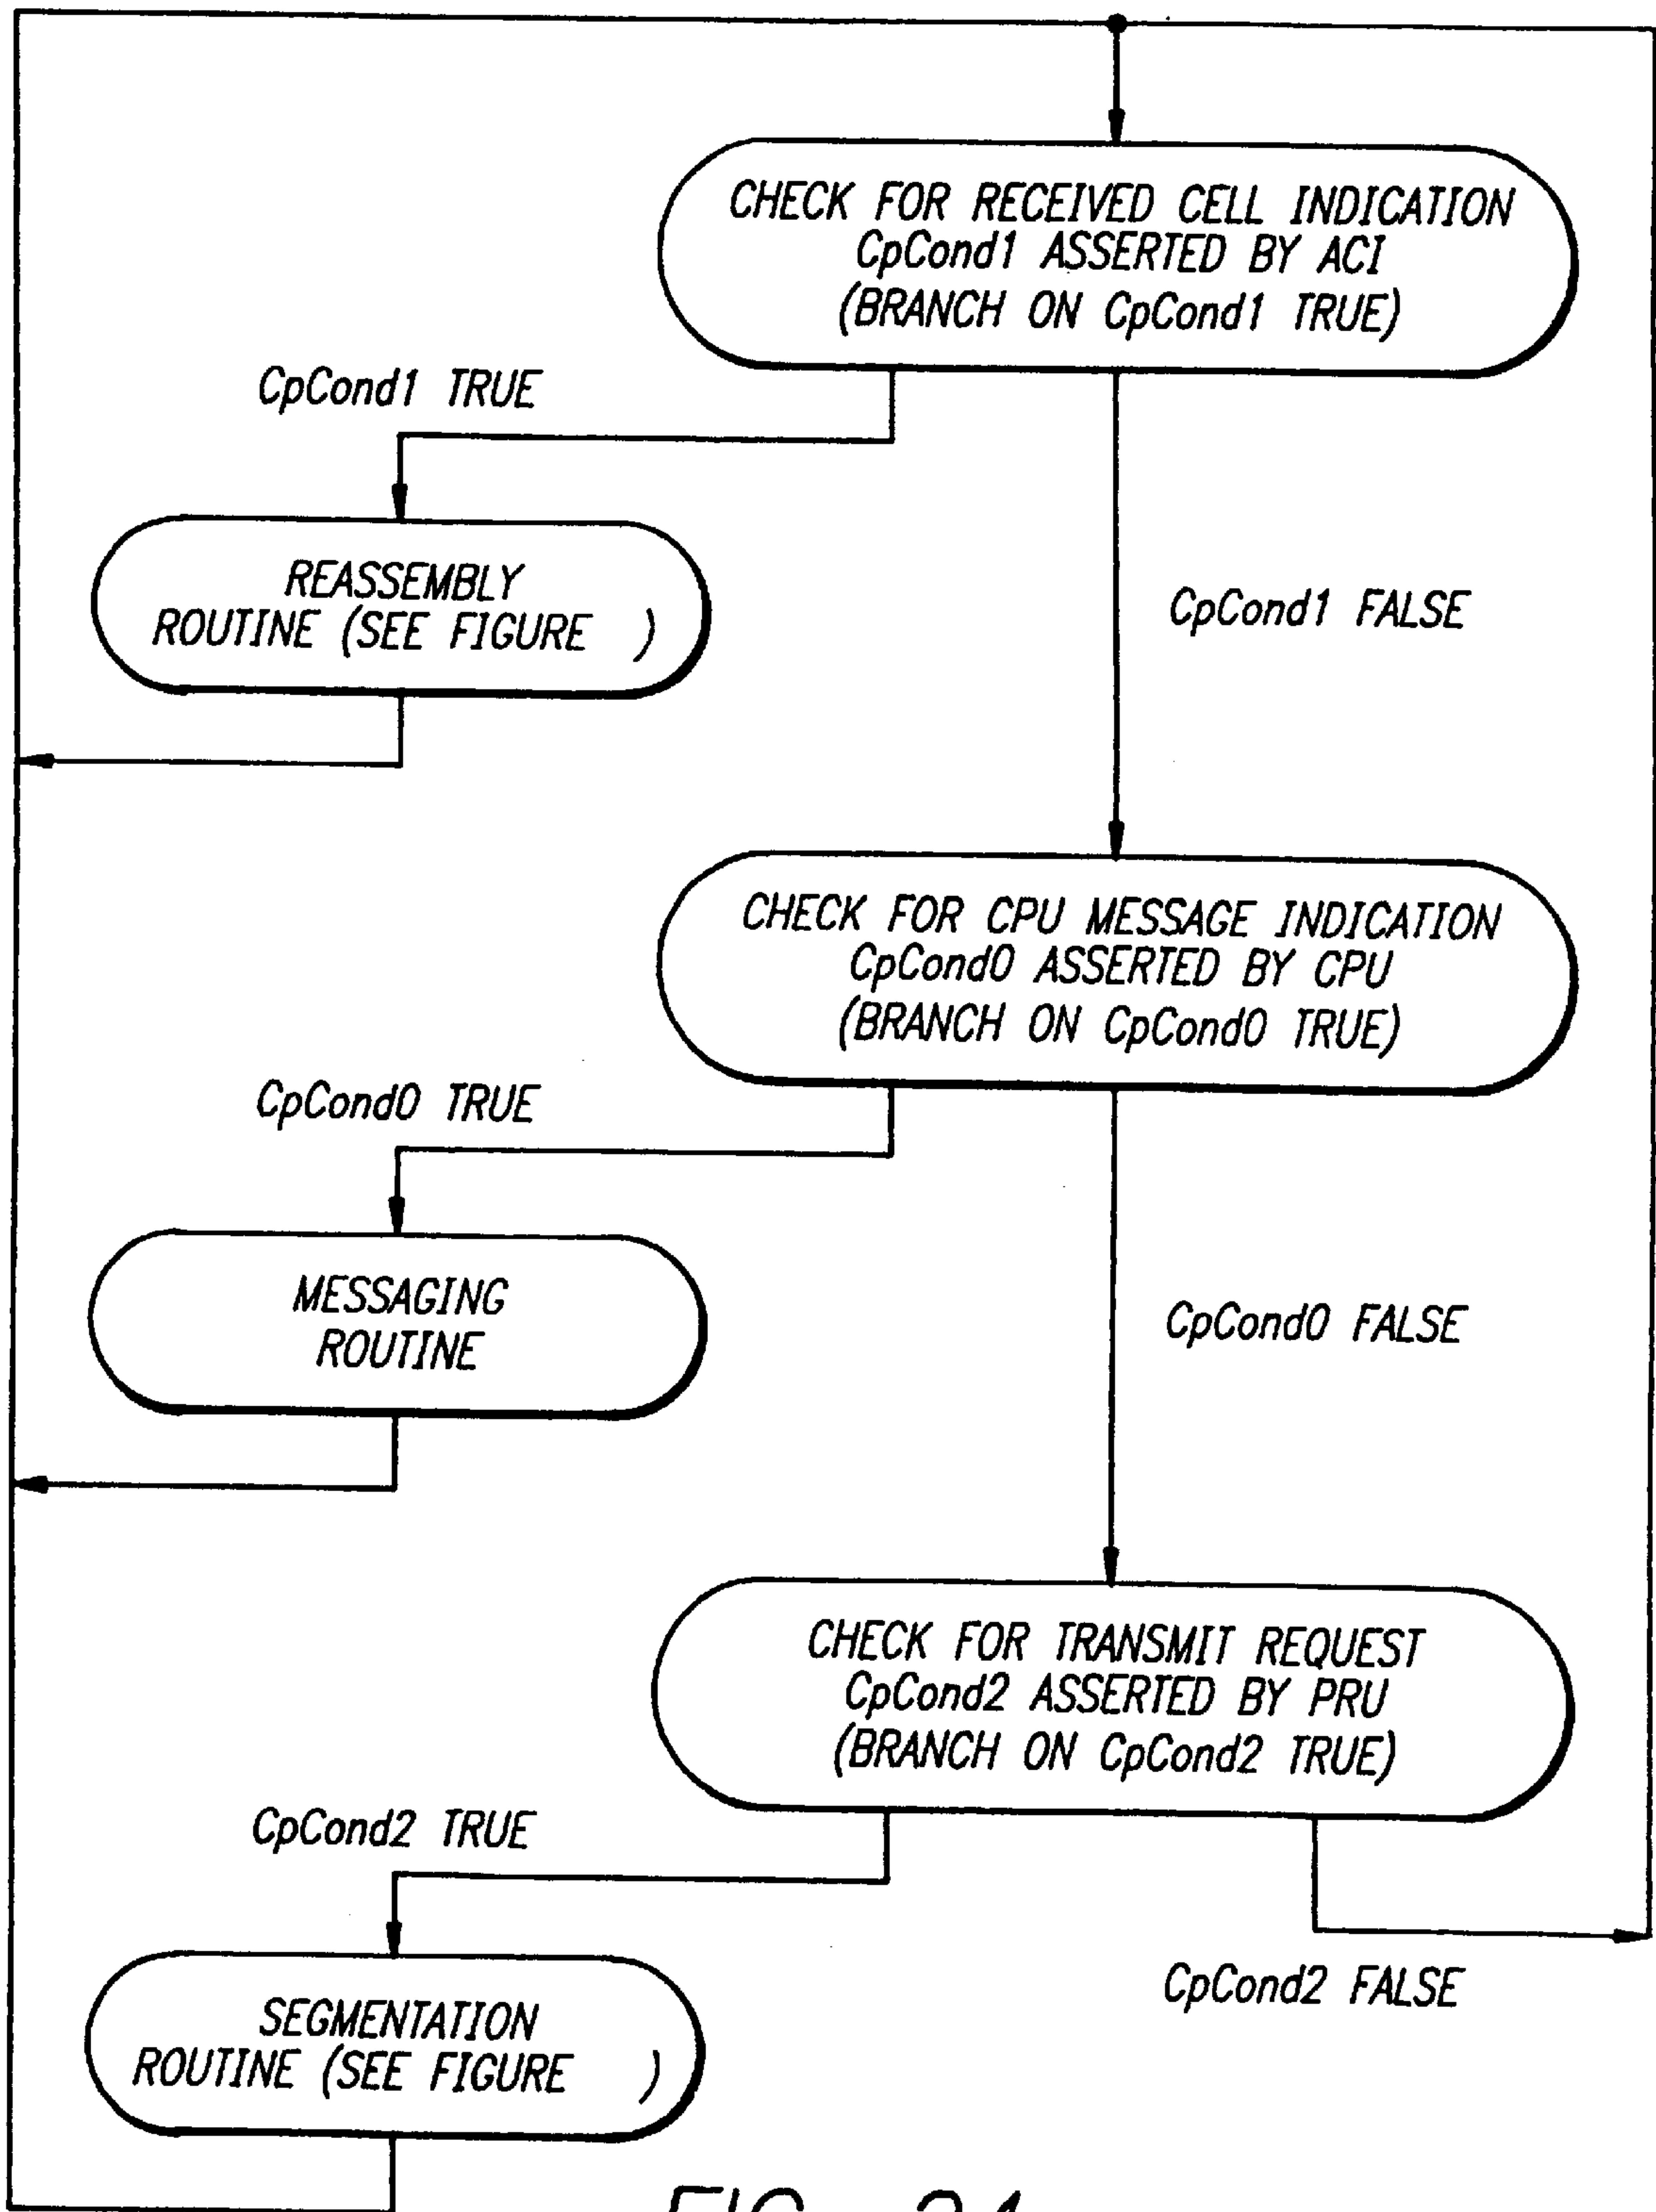 CHECK FOR RECEIVED CELL INDICATION
CpCond1 ASSERTED BY ACI
(BRANCH ON CpCond1 TRUE)
CpCond1 TRUE
REASSEMBLY
ROUTINE (SEE FIGURE )
CpCond1 FALSE
CHECK FOR CPU MESSAGE INDICATION
CpCond0 ASSERTED BY CPU
(BRANCH ON CpCond0 TRUE)
CpCond0 TRUE
MESSAGING
ROUTINE
CpCond0 FALSE
CHECK FOR TRANSMIT REQUEST
CpCond2 ASSERTED BY PRU
(BRANCH ON CpCond2 TRUE)
CpCond2 TRUE
CpCond2 FALSE
SEGMENTATION
ROUTINE (SEE FIGURE )
FIG.